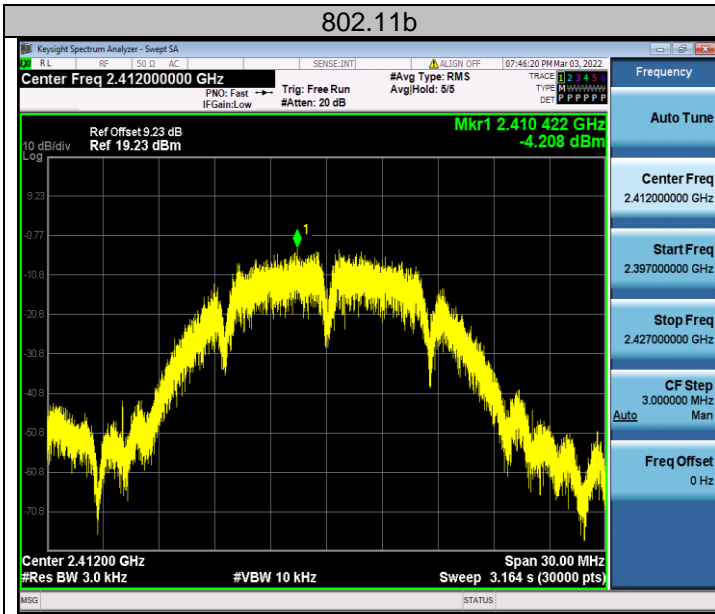 802.11b
Keysight Spectrum Analyzer - Swept SA
RL RF 50 Ω AC SENSE:INT ALIGN OFF 07:46:20 PM Mar 03, 2022
Center Freq 2.412000000 GHz #Avg Type: RMS TRACE 1 2 3 4 5 6
PNO: Fast Trig: Free Run Avg|Hold: 5/5 TYPE MWWWWW
IFGain:Low #Atten: 20 dB DET P P P P P P
Ref Offset 9.23 dB Mkr1 2.410 422 GHz
10 dB/div Ref 19.23 dBm -4.208 dBm
Log
1
9.23
-0.77
-10.8
-20.8
-30.8
-40.8
-50.8
-60.8
-70.8
Center 2.41200 GHz Span 30.00 MHz
#Res BW 3.0 kHz #VBW 10 kHz Sweep 3.164 s (30000 pts)
MSG STATUS
Frequency
Auto Tune
Center Freq
2.412000000 GHz
Start Freq
2.397000000 GHz
Stop Freq
2.427000000 GHz
CF Step
3.000000 MHz
Auto Man
Freq Offset
0 Hz